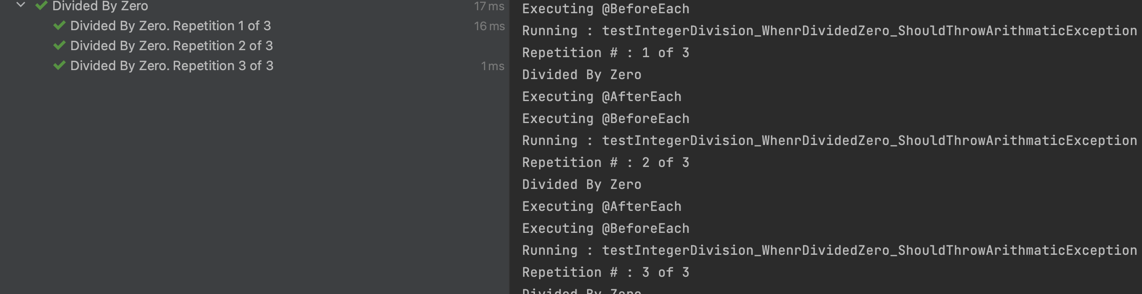 Divided By Zero 17 ms
Divided By Zero. Repetition 1 of 3 16 ms
Divided By Zero. Repetition 2 of 3
Divided By Zero. Repetition 3 of 3 1 ms
Executing @BeforeEach
Running : testIntegerDivision_WhenrDividedZero_ShouldThrowArithmaticException
Repetition # : 1 of 3
Divided By Zero
Executing @AfterEach
Executing @BeforeEach
Running : testIntegerDivision_WhenrDividedZero_ShouldThrowArithmaticException
Repetition # : 2 of 3
Divided By Zero
Executing @AfterEach
Executing @BeforeEach
Running : testIntegerDivision_WhenrDividedZero_ShouldThrowArithmaticException
Repetition # : 3 of 3
Divided By Zero